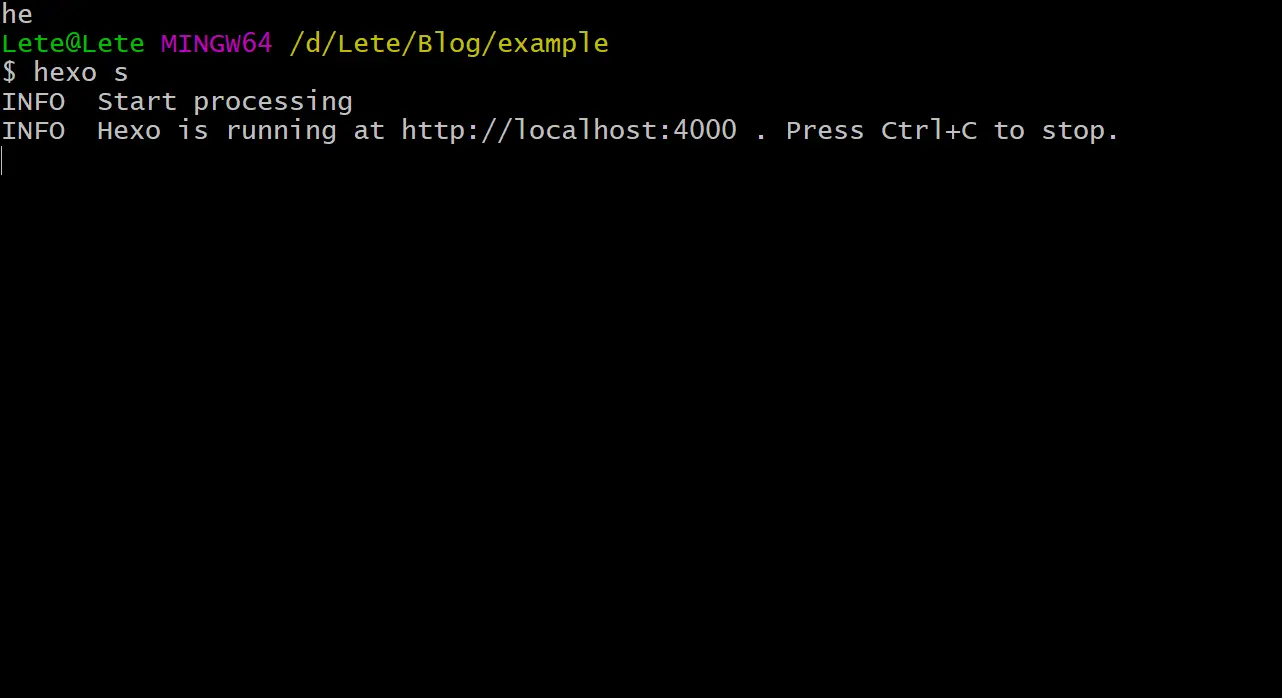 he
Lete@Lete MINGW64 /d/Lete/Blog/example
$ hexo s
INFO  Start processing
INFO  Hexo is running at http://localhost:4000 . Press Ctrl+C to stop.